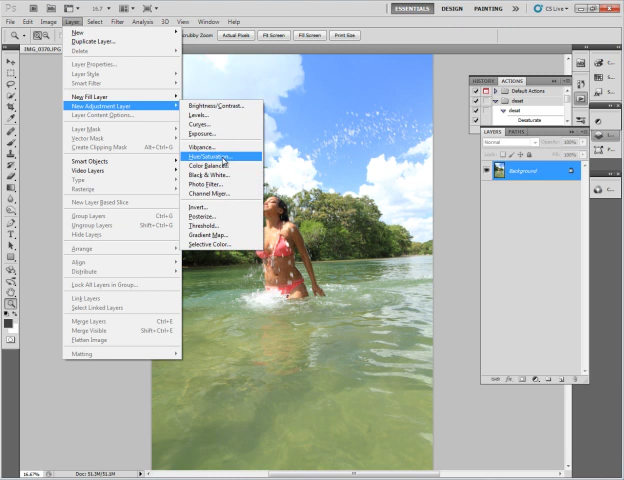 Ps 16.7 ESSENTIALS DESIGN PAINTING >> CS Live
File Edit Image Layer Select Filter Analysis 3D View Window Help
Scrubby Zoom Actual Pixels Fit Screen Fill Screen Print Size
IMG_0370.JPG
New
Duplicate Layer...
Delete
Layer Properties...
Layer Style
Smart Filter
New Fill Layer
New Adjustment Layer
Layer Content Options...
Layer Mask
Vector Mask
Create Clipping Mask Alt+Ctrl+G
Smart Objects
Video Layers
Type
Rasterize
New Layer Based Slice
Group Layers Ctrl+G
Ungroup Layers Shift+Ctrl+G
Hide Layers
Arrange
Align
Distribute
Lock All Layers in Group...
Link Layers
Select Linked Layers
Merge Layers Ctrl+E
Merge Visible Shift+Ctrl+E
Flatten Image
Matting
Brightness/Contrast...
Levels...
Curves...
Exposure...
Vibrance...
Hue/Saturation...
Color Balance...
Black & White...
Photo Filter...
Channel Mixer...
Invert...
Posterize...
Threshold...
Gradient Map...
Selective Color...
HISTORY ACTIONS
Default Actions
Desaturate
LAYERS PATHS
Normal Opacity: 100%
Lock: Fill: 100%
Background
16.67% Doc: 51.3M/51.0M